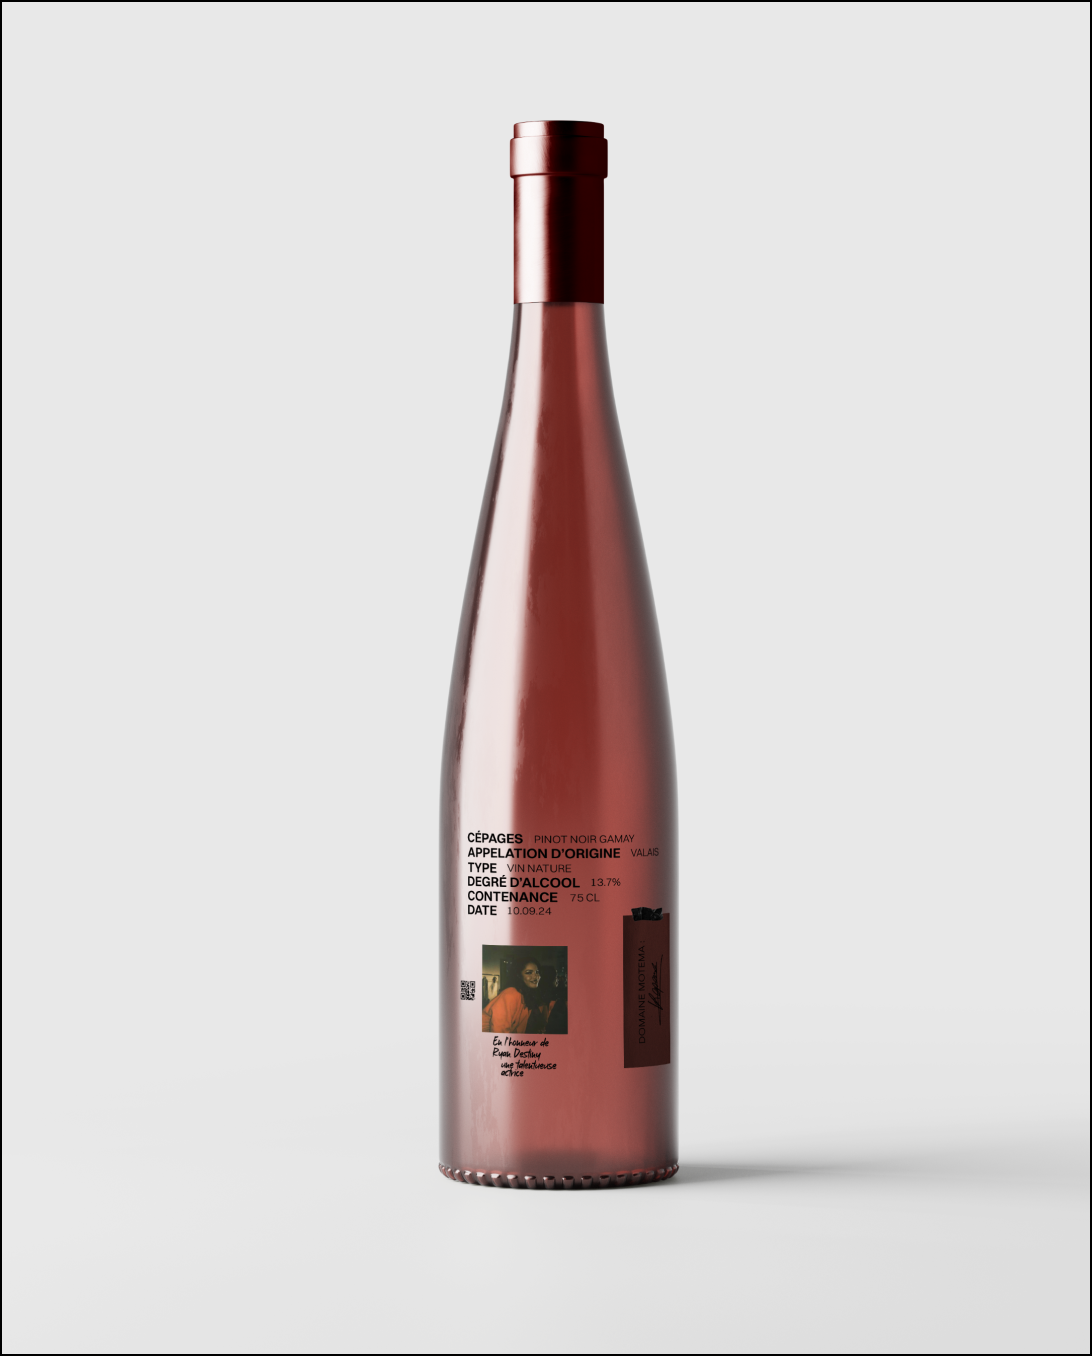 CÉPAGES PINOT NOIR GAMAY
APPELATION D'ORIGINE VALAIS
TYPE VIN NATURE
DEGRÉ D'ALCOOL 13.7%
CONTENANCE 75 CL
DATE 10.09.24
En l'honneur de
Ryan Destiny
une talentueuse
actrice
DOMAINE MOTEMA